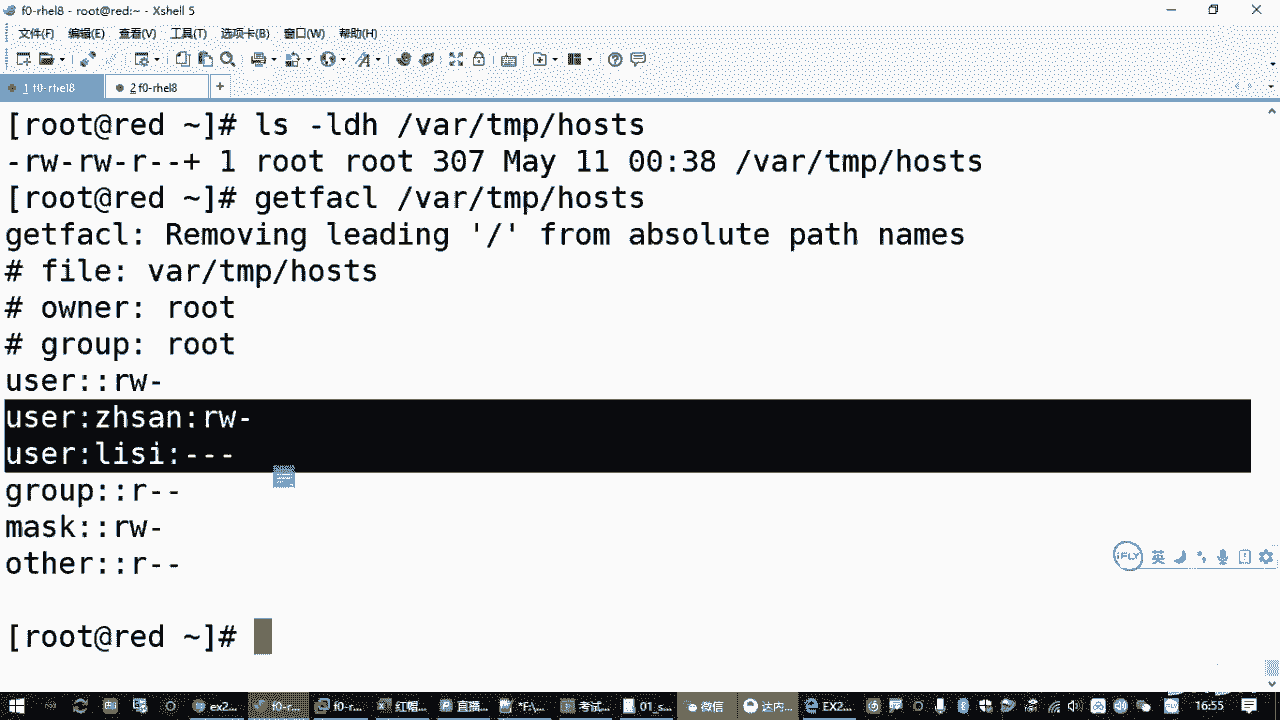 f0-rhel8 - root@red:~ - Xshell 5
文件(F) 编辑(E) 查看(V) 工具(T) 选项卡(B) 窗口(W) 帮助(H)
1 f0-rhel8 2 f0-rhel8 +
[root@red ~]# ls -ldh /var/tmp/hosts
-rw-rw-r--+ 1 root root 307 May 11 00:38 /var/tmp/hosts
[root@red ~]# getfacl /var/tmp/hosts
getfacl: Removing leading '/' from absolute path names
# file: var/tmp/hosts
# owner: root
# group: root
user::rw-
user:zhsan:rw-
user:lisi:---
group::r--
mask::rw-
other::r--
iFLY 英
[root@red ~]#
ex2... f0-r... f0-r... 红帽... 直播... *F:\... 考试... 01_s... 微信 达内... EX2... 英 16:55